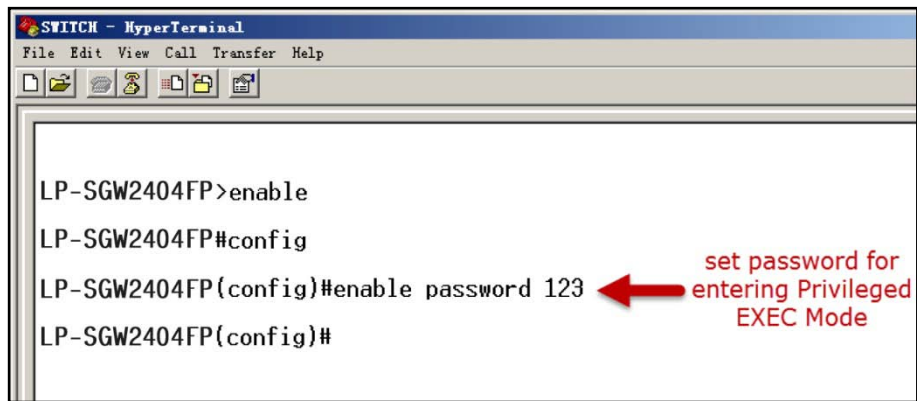 SWITCH - HyperTerminal
File Edit View Call Transfer Help
LP-SGW2404FP>enable
LP-SGW2404FP#config
LP-SGW2404FP(config)#enable password 123
set password for
entering Privileged
EXEC Mode
LP-SGW2404FP(config)#